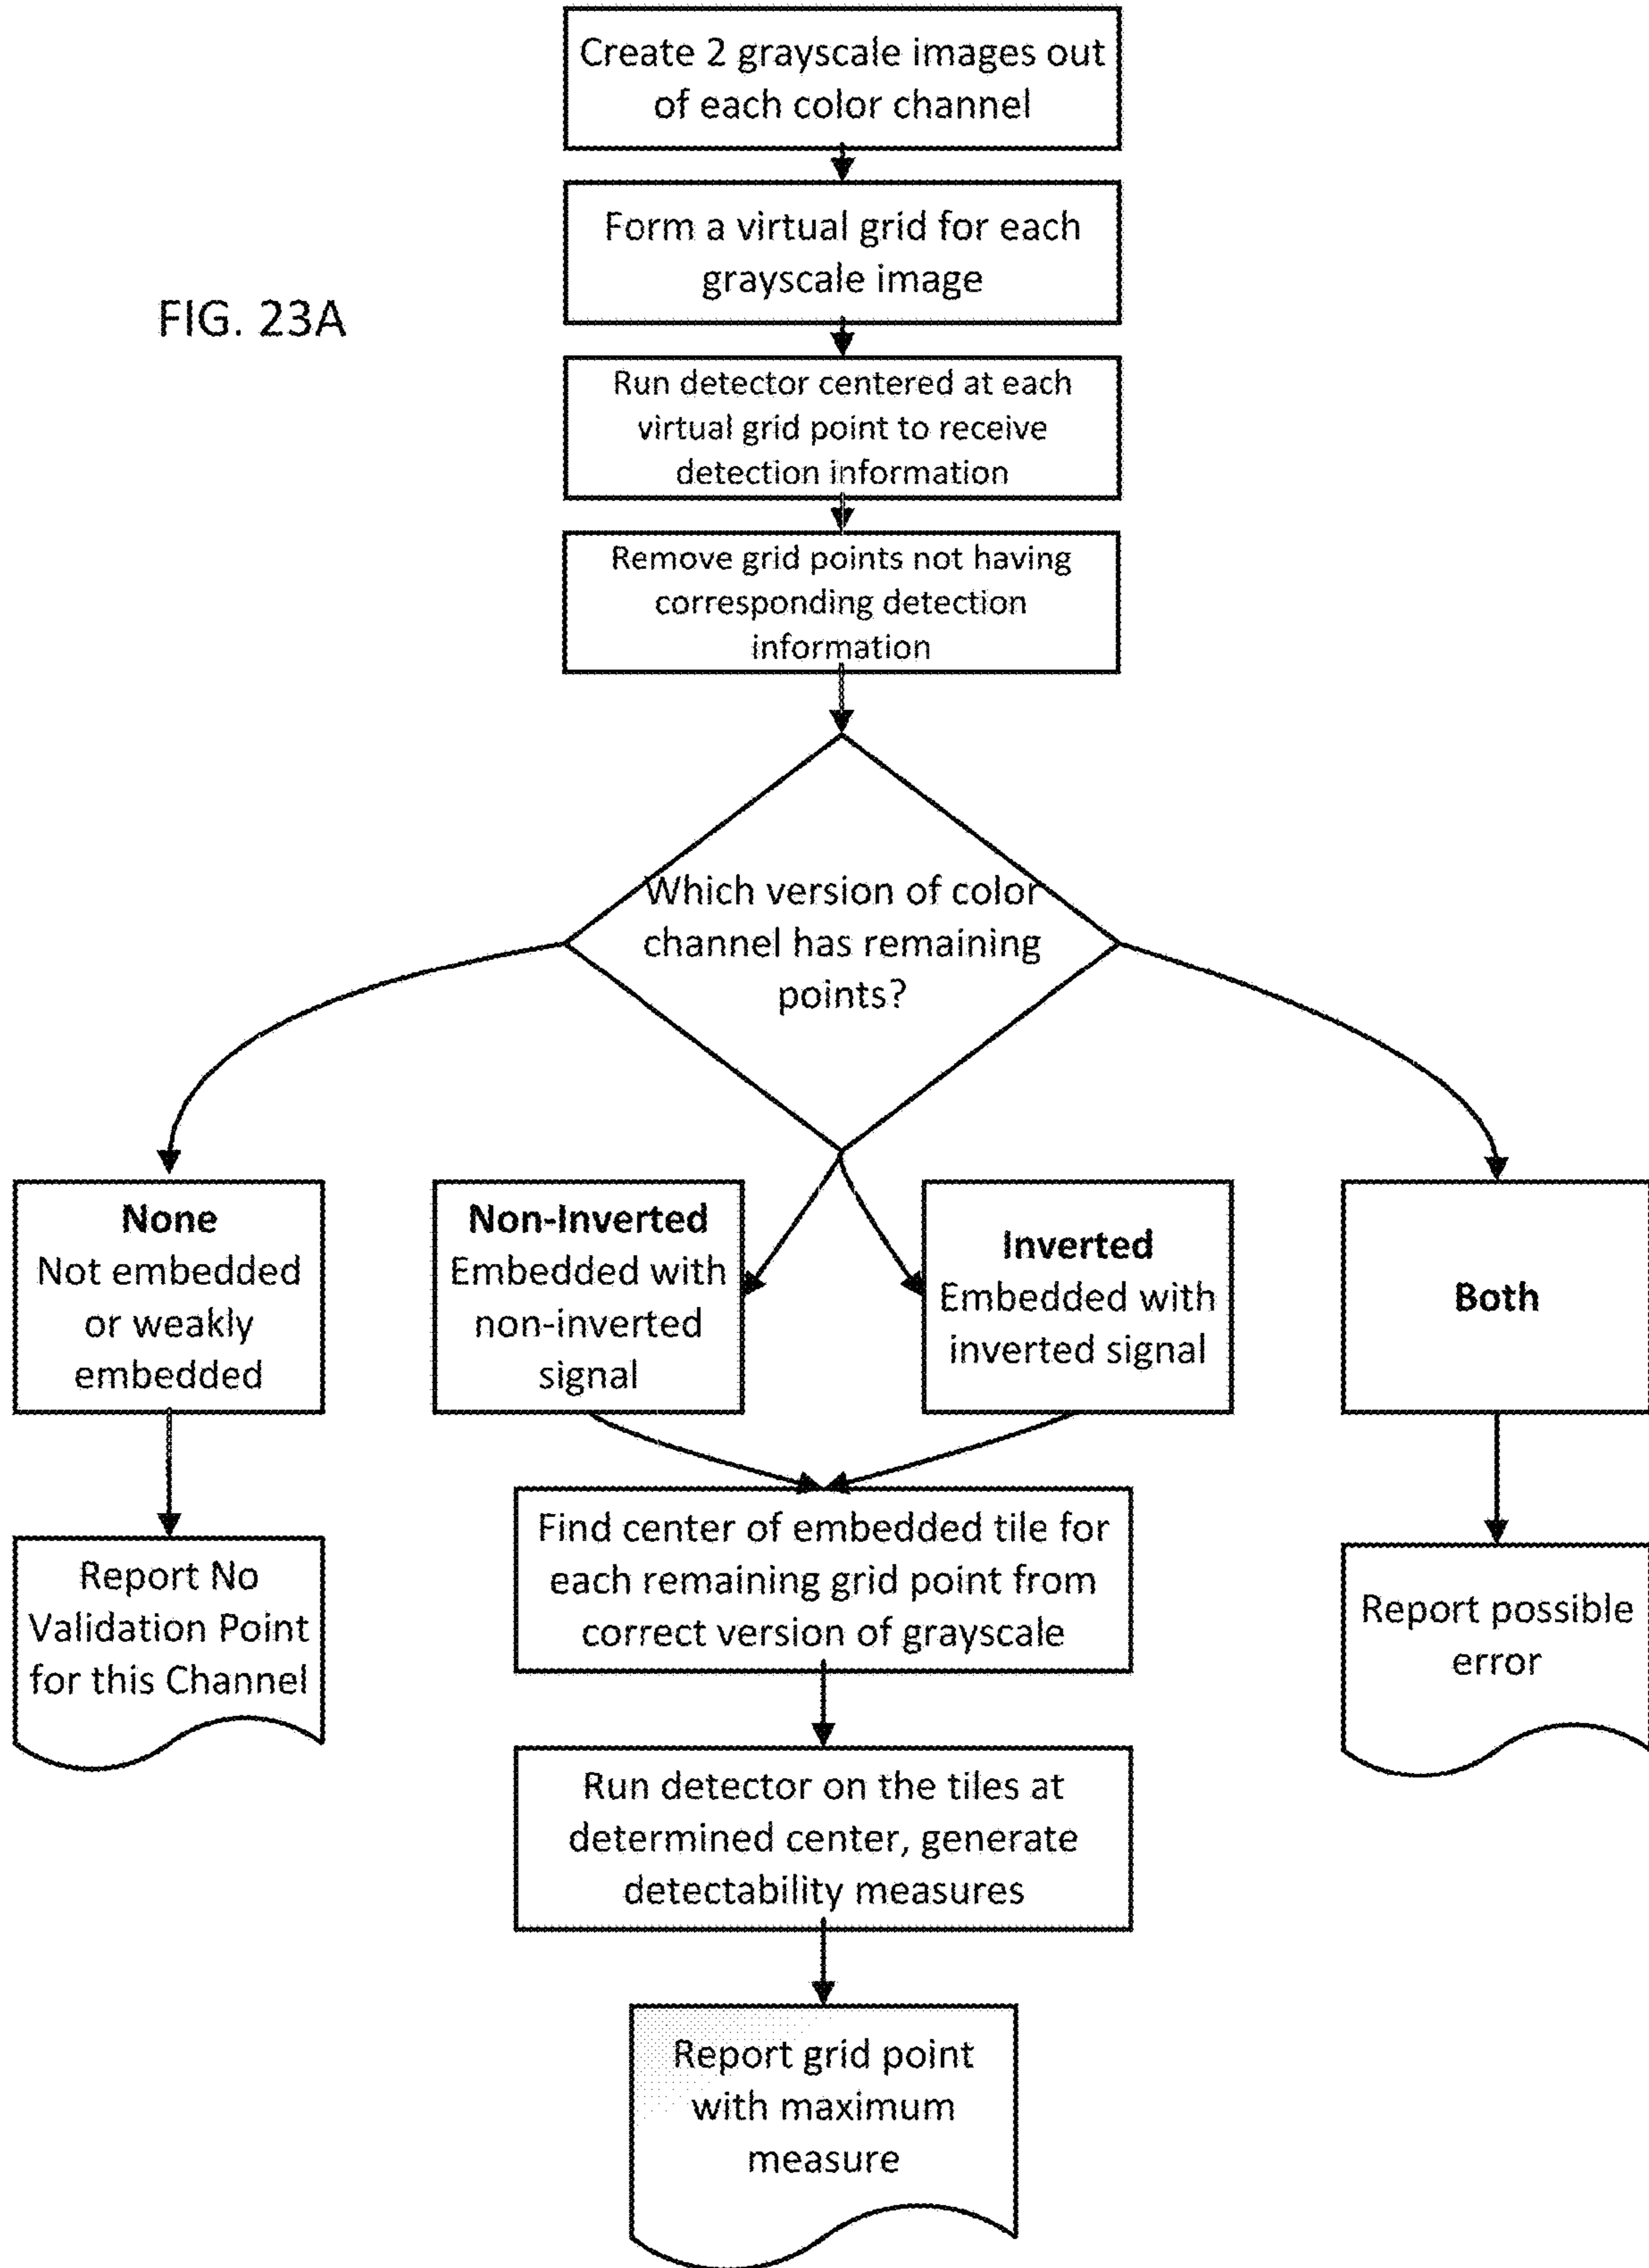 Create 2 grayscale images out
of each color channel
Form a virtual grid for each
grayscale image
FIG. 23A
Run detector centered at each
virtual grid point to receive
detection information
Remove grid points not having
corresponding detection
information
Which version of color
channel has remaining
points?
None
Not embedded
or weakly
embedded
Non-Inverted
Embedded with
non-inverted
signal
Inverted
Embedded with
inverted signal
Both
Find center of embedded tile for
each remaining grid point from
correct version of grayscale
Report No
Validation Point
for this Channel
Report possible
error
Run detector on the tiles at
determined center, generate
detectability measures
Report grid point
with maximum
measure